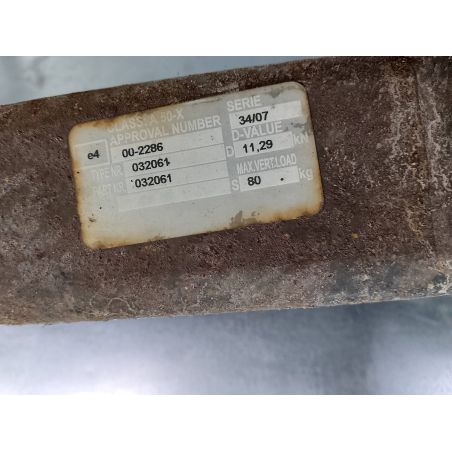 CLASS A 50-X SERIE
APPROVAL NUMBER 34/07
e4 00-2286 D-VALUE
TYPE NR. 032061 D 11,29 kN
PART NR. 032061 MAX.VERT.LOAD
S 80 kg